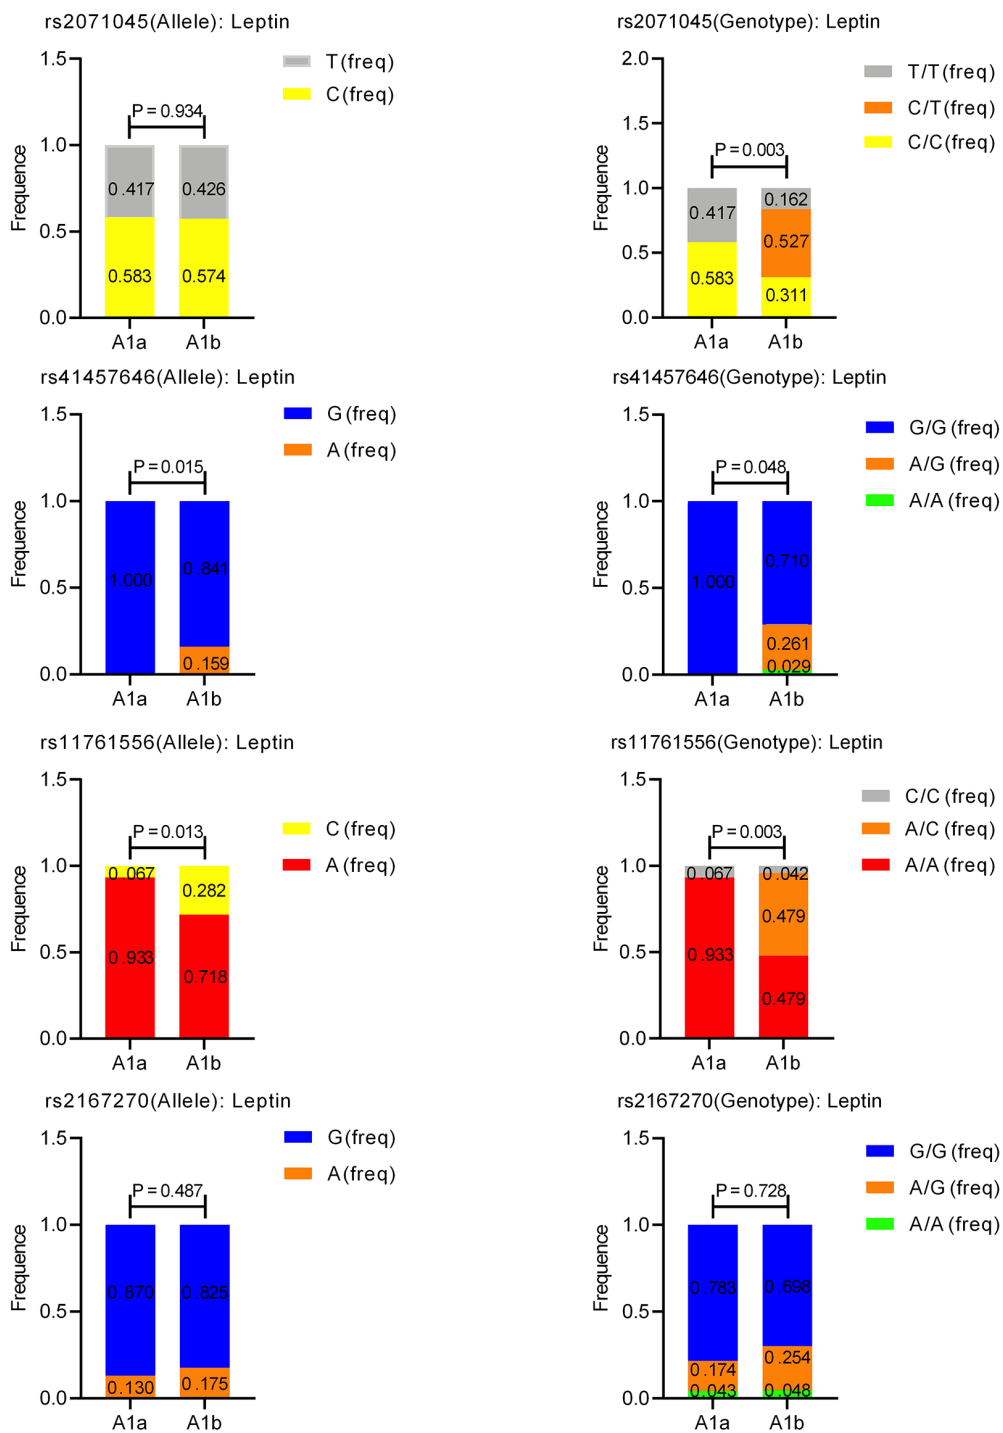 rs2071045(Allele): Leptin
T(freq)
C(freq)
P=0.934
Frequence
1.5
1.0
0.5
0.0
0.417
0.426
0.583
0.574
A1a
A1b
rs2071045(Genotype): Leptin
T/T(freq)
C/T(freq)
C/C(freq)
P=0.003
Frequence
2.0
1.5
1.0
0.5
0.0
0.417
0.162
0.527
0.583
0.311
A1a
A1b
rs41457646(Allele): Leptin
G(freq)
A(freq)
P=0.015
Frequence
1.5
1.0
0.5
0.0
1.000
0.841
0.159
A1a
A1b
rs41457646(Genotype): Leptin
G/G(freq)
A/G(freq)
A/A(freq)
P=0.048
Frequence
1.5
1.0
0.5
0.0
1.000
0.710
0.261
0.029
A1a
A1b
rs11761556(Allele): Leptin
C(freq)
A(freq)
P=0.013
Frequence
1.5
1.0
0.5
0.0
0.067
0.282
0.933
0.718
A1a
A1b
rs11761556(Genotype): Leptin
C/C(freq)
A/C(freq)
A/A(freq)
P=0.003
Frequence
1.5
1.0
0.5
0.0
0.067
0.042
0.479
0.933
0.479
A1a
A1b
rs2167270(Allele): Leptin
G(freq)
A(freq)
P=0.487
Frequence
1.5
1.0
0.5
0.0
0.870
0.825
0.130
0.175
A1a
A1b
rs2167270(Genotype): Leptin
G/G(freq)
A/G(freq)
A/A(freq)
P=0.728
Frequence
1.5
1.0
0.5
0.0
0.783
0.698
0.174
0.254
0.043
0.048
A1a
A1b